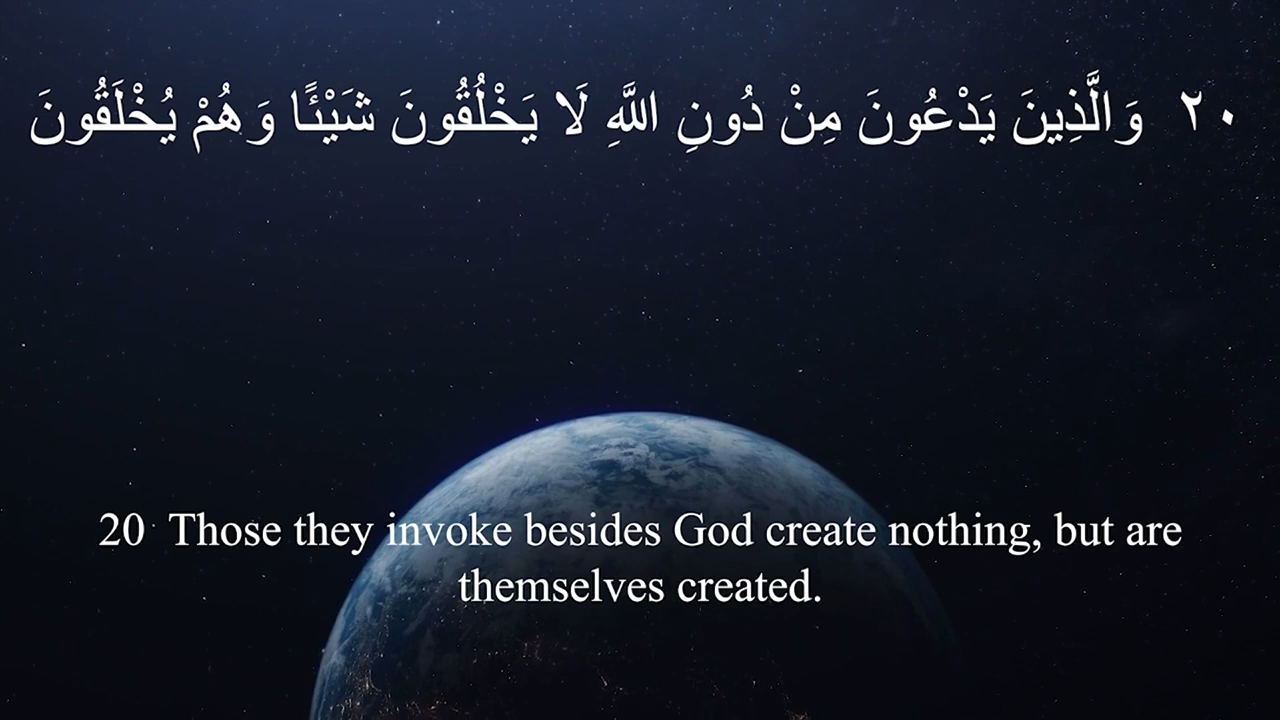 ٢٠ وَالَّذِينَ يَدْعُونَ مِنْ دُونِ اللَّهِ لَا يَخْلُقُونَ شَيْئًا وَهُمْ يُخْلَقُونَ
20 Those they invoke besides God create nothing, but are
themselves created.